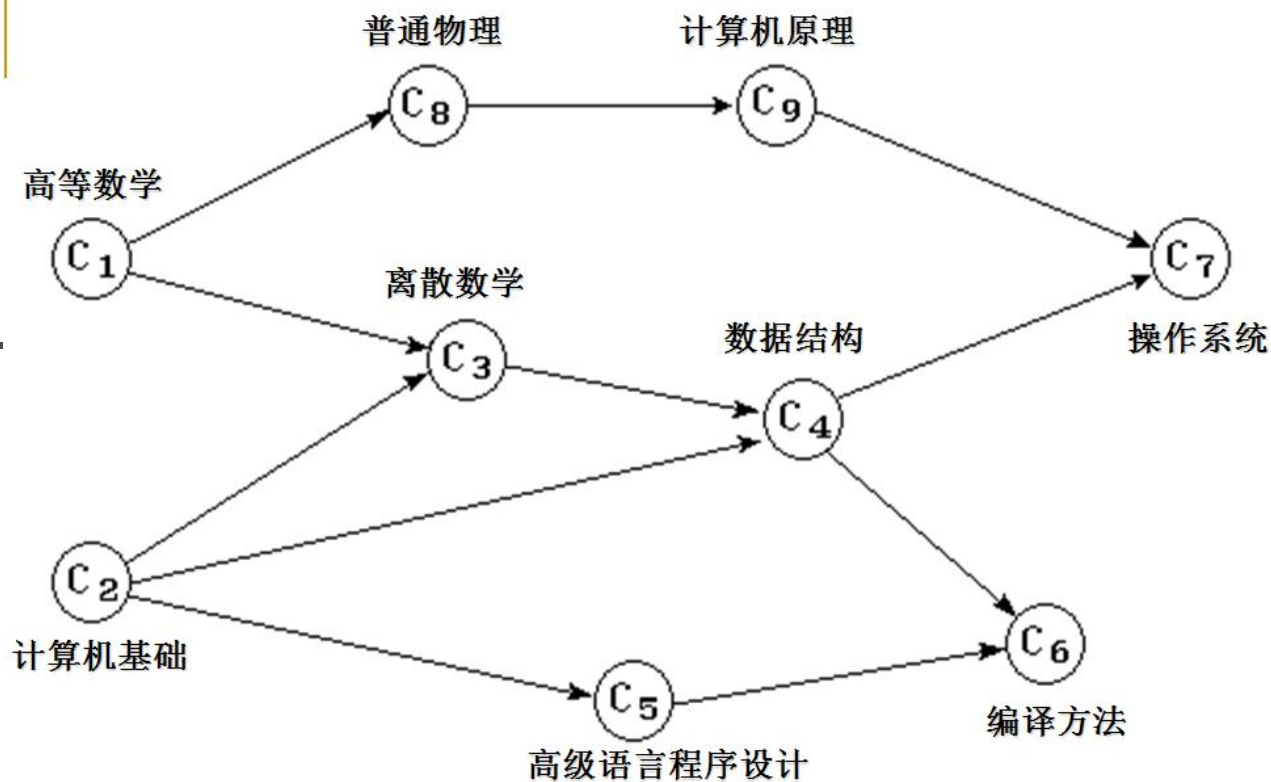 普通物理
计算机原理
C8
C9
高等数学
C1
C7
离散数学
操作系统
C3
数据结构
C4
C2
计算机基础
C6
C5
编译方法
高级语言程序设计